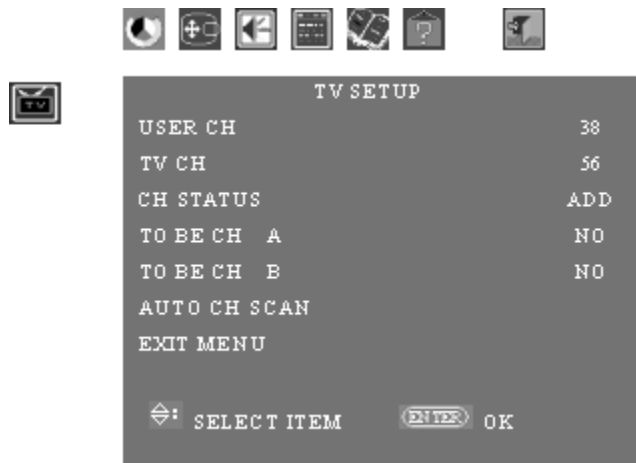 TV
TV SETUP
USER CH 38
TV CH 56
CH STATUS ADD
TO BE CH A NO
TO BE CH B NO
AUTO CH SCAN
EXIT MENU
: SELECT ITEM ENTER OK